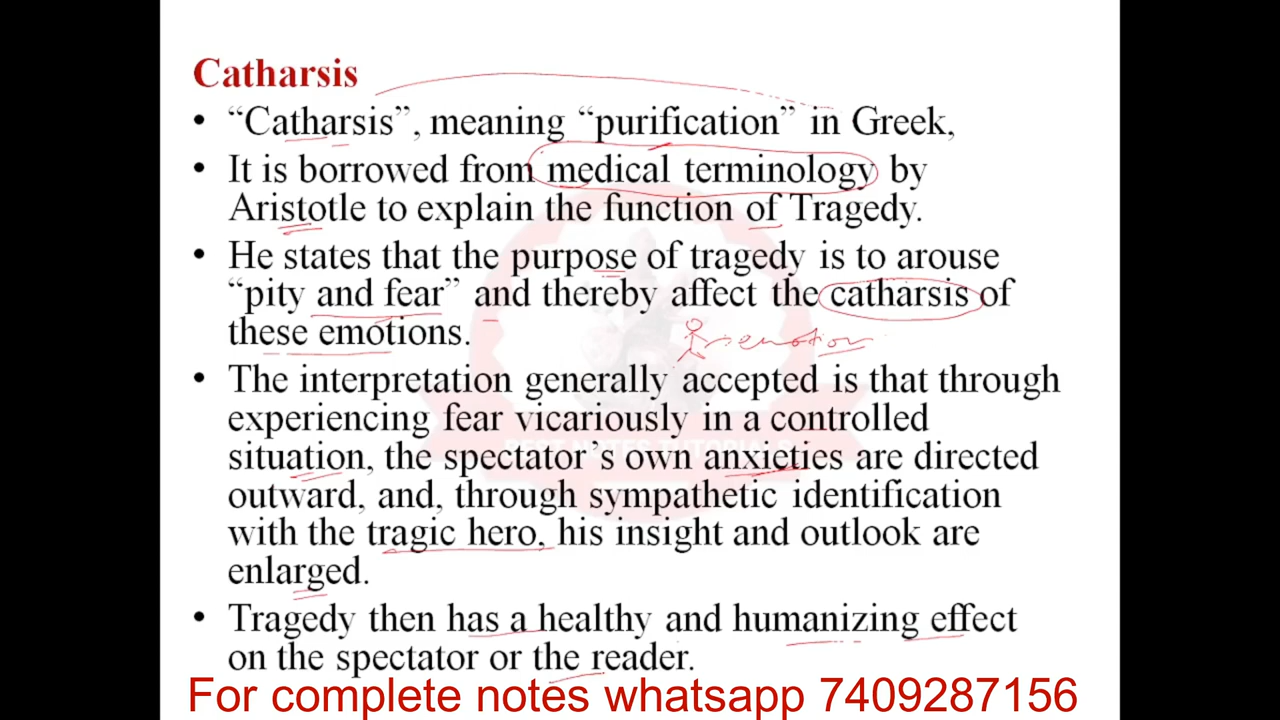 Catharsis
• “Catharsis”, meaning “purification” in Greek,
• It is borrowed from medical terminology by
Aristotle to explain the function of Tragedy.
• He states that the purpose of tragedy is to arouse
“pity and fear” and thereby affect the catharsis of
these emotions.
emotion
• The interpretation generally accepted is that through
experiencing fear vicariously in a controlled
situation, the spectator’s own anxieties are directed
outward, and, through sympathetic identification
with the tragic hero, his insight and outlook are
enlarged.
BEST NOTES TUTORIALS
• Tragedy then has a healthy and humanizing effect
on the spectator or the reader.
For complete notes whatsapp 7409287156